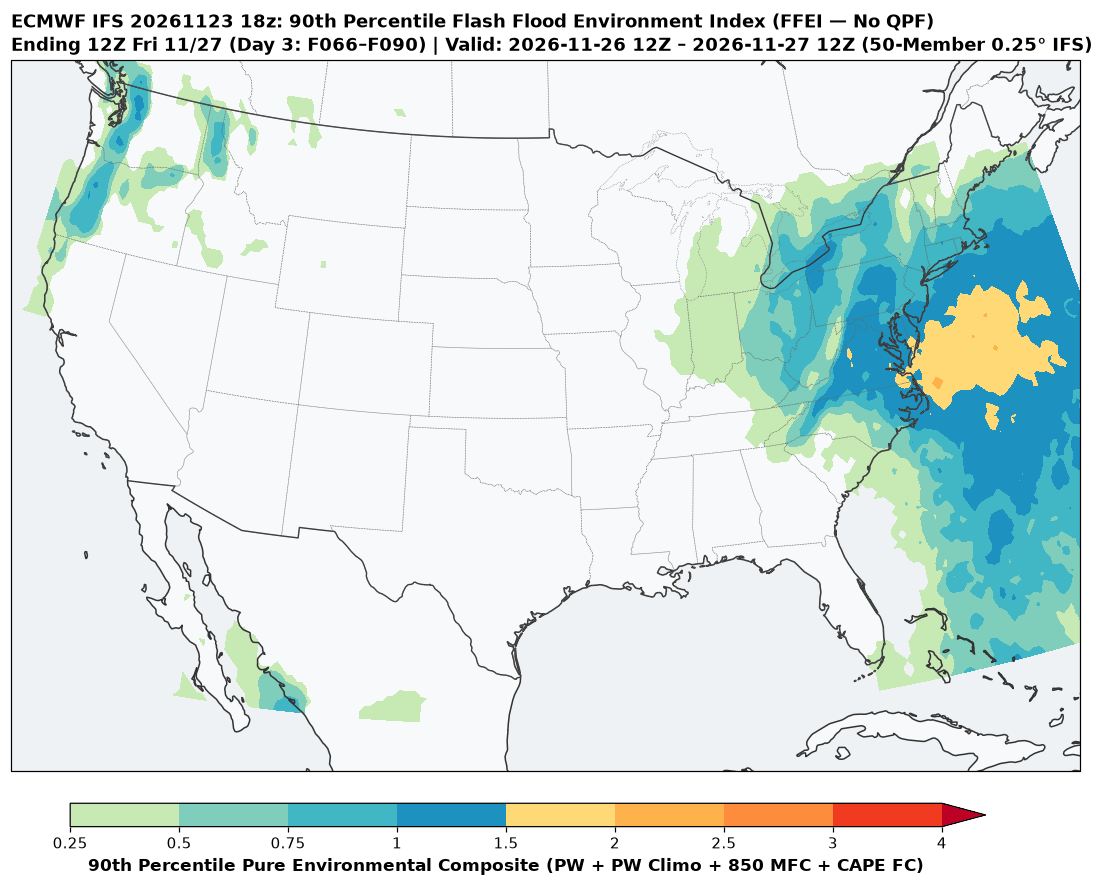 ECMWF IFS 20261123 18z: 90th Percentile Flash Flood Environment Index (FFEI — No QPF)
Ending 12Z Fri 11/27 (Day 3: F066–F090) | Valid: 2026-11-26 12Z – 2026-11-27 12Z (50-Member 0.25° IFS)
0.25 0.5 0.75 1 1.5 2 2.5 3 4
90th Percentile Pure Environmental Composite (PW + PW Climo + 850 MFC + CAPE FC)